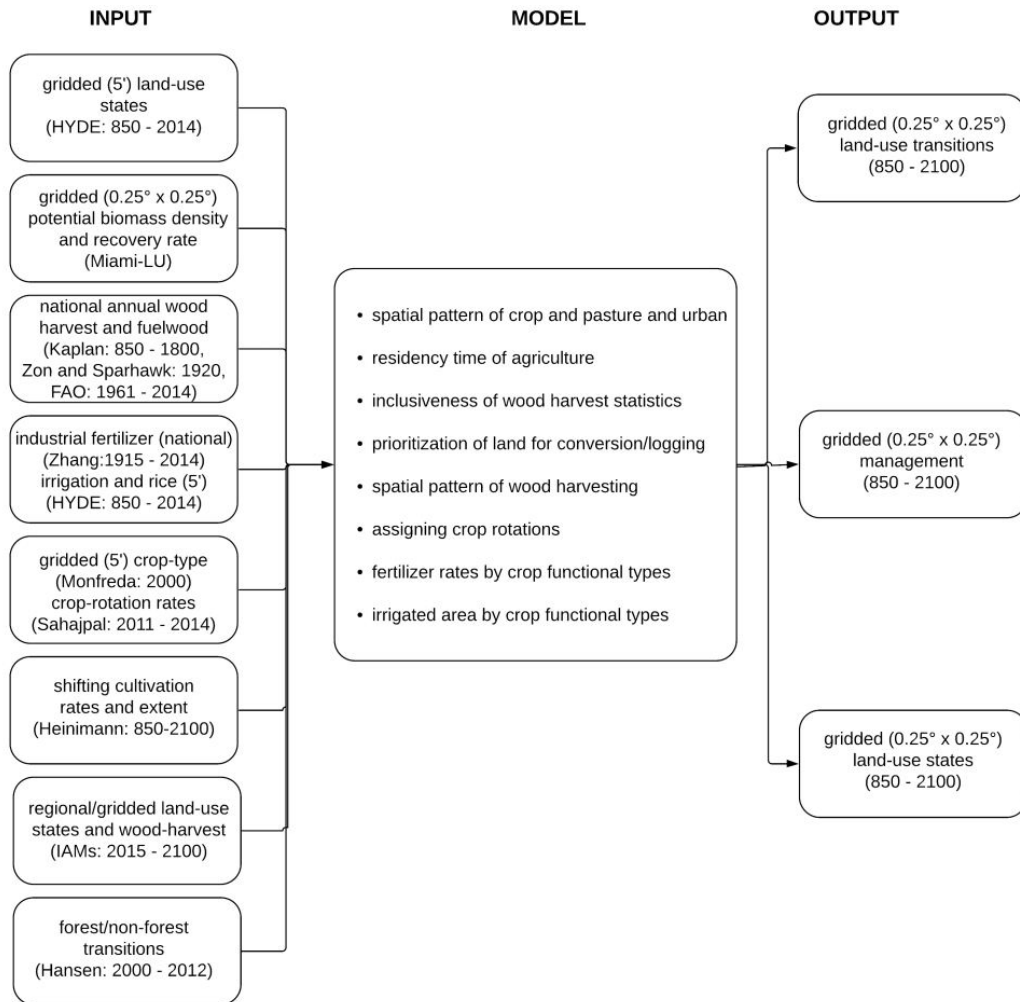 INPUT
MODEL
OUTPUT
gridded (5') land-use
states
(HYDE: 850 - 2014)
gridded (0.25° x 0.25°)
potential biomass density
and recovery rate
(Miami-LU)
national annual wood
harvest and fuelwood
(Kaplan: 850 - 1800,
Zon and Sparhawk: 1920,
FAO: 1961 - 2014)
industrial fertilizer (national)
(Zhang:1915 - 2014)
irrigation and rice (5')
(HYDE: 850 - 2014)
gridded (5') crop-type
(Monfreda: 2000)
crop-rotation rates
(Sahajpal: 2011 - 2014)
shifting cultivation
rates and extent
(Heinimann: 850-2100)
regional/gridded land-use
states and wood-harvest
(IAMs: 2015 - 2100)
forest/non-forest
transitions
(Hansen: 2000 - 2012)
• spatial pattern of crop and pasture and urban
• residency time of agriculture
• inclusiveness of wood harvest statistics
• prioritization of land for conversion/logging
• spatial pattern of wood harvesting
• assigning crop rotations
• fertilizer rates by crop functional types
• irrigated area by crop functional types
gridded (0.25° x 0.25°)
land-use transitions
(850 - 2100)
gridded (0.25° x 0.25°)
management
(850 - 2100)
gridded (0.25° x 0.25°)
land-use states
(850 - 2100)